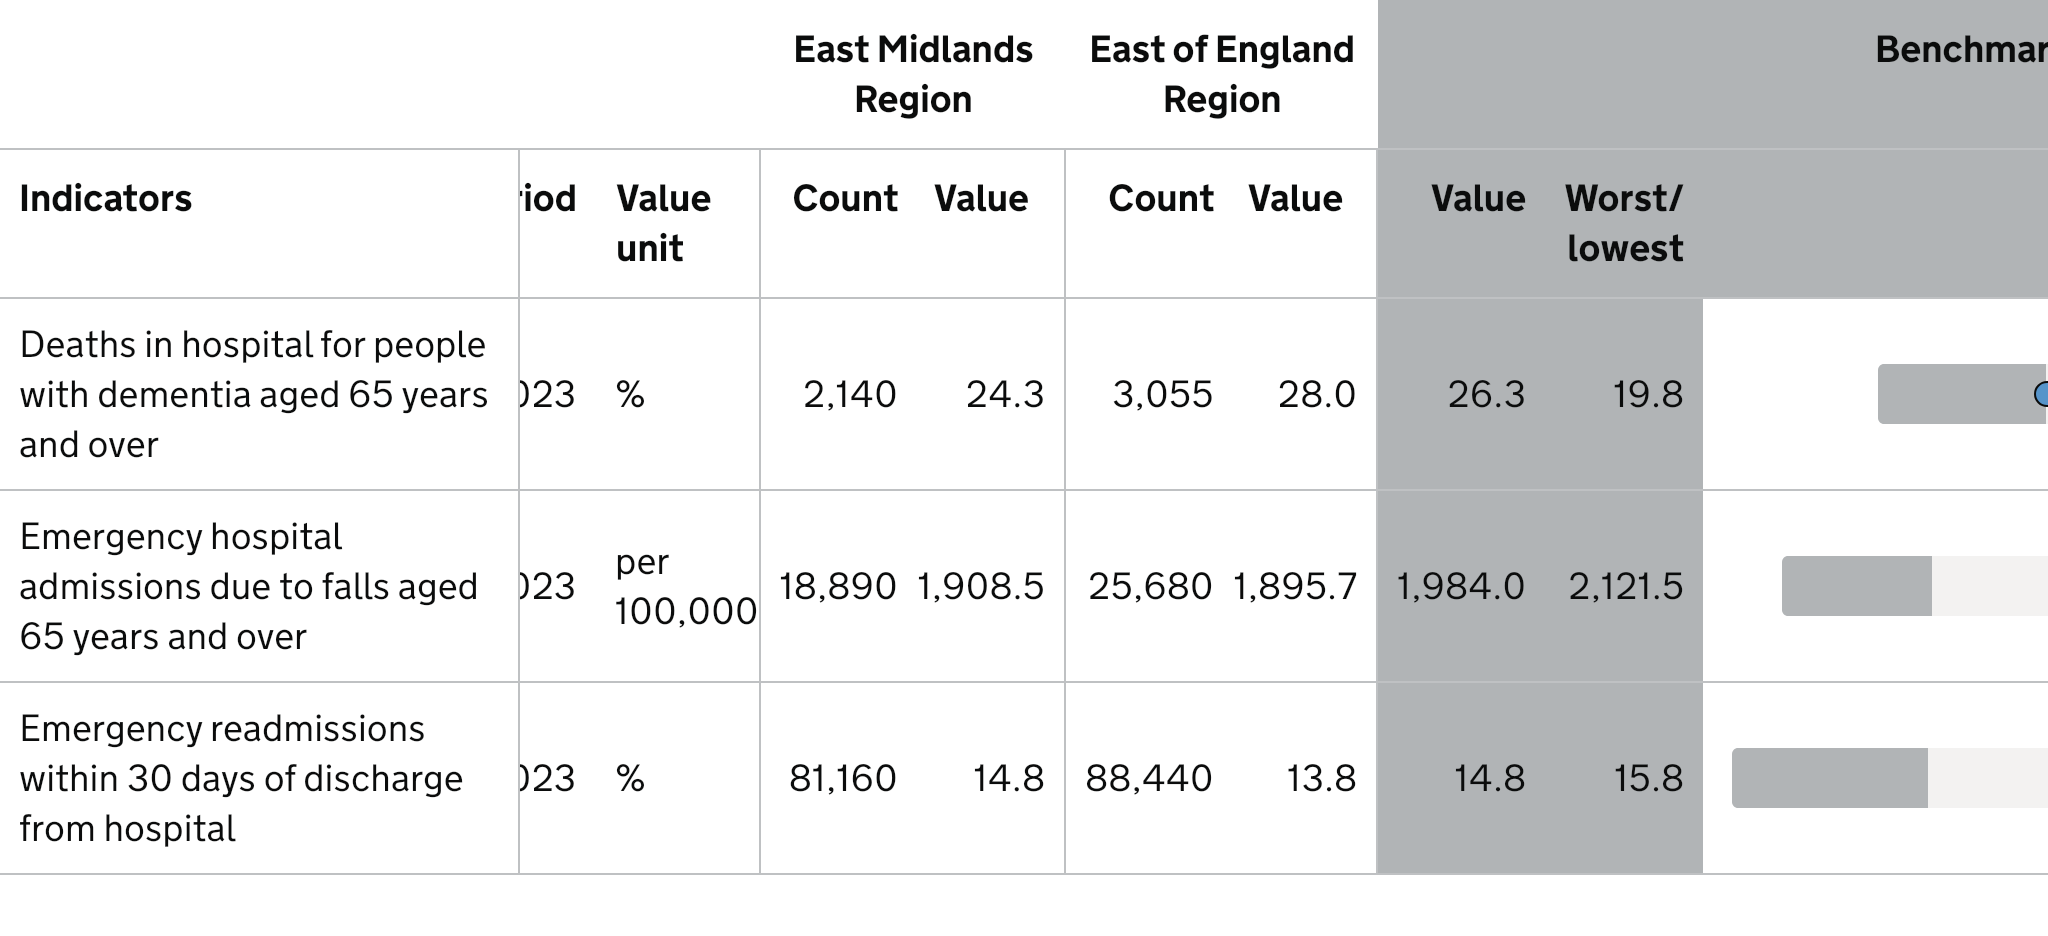 East Midlands East of England Benchmar
Region Region
Indicators riod Value Count Value Count Value Value Worst/
unit lowest
Deaths in hospital for people
with dementia aged 65 years 023 % 2,140 24.3 3,055 28.0 26.3 19.8
and over
Emergency hospital
per
admissions due to falls aged 023 18,890 1,908.5 25,680 1,895.7 1,984.0 2,121.5
100,000
65 years and over
Emergency readmissions
within 30 days of discharge 023 % 81,160 14.8 88,440 13.8 14.8 15.8
from hospital